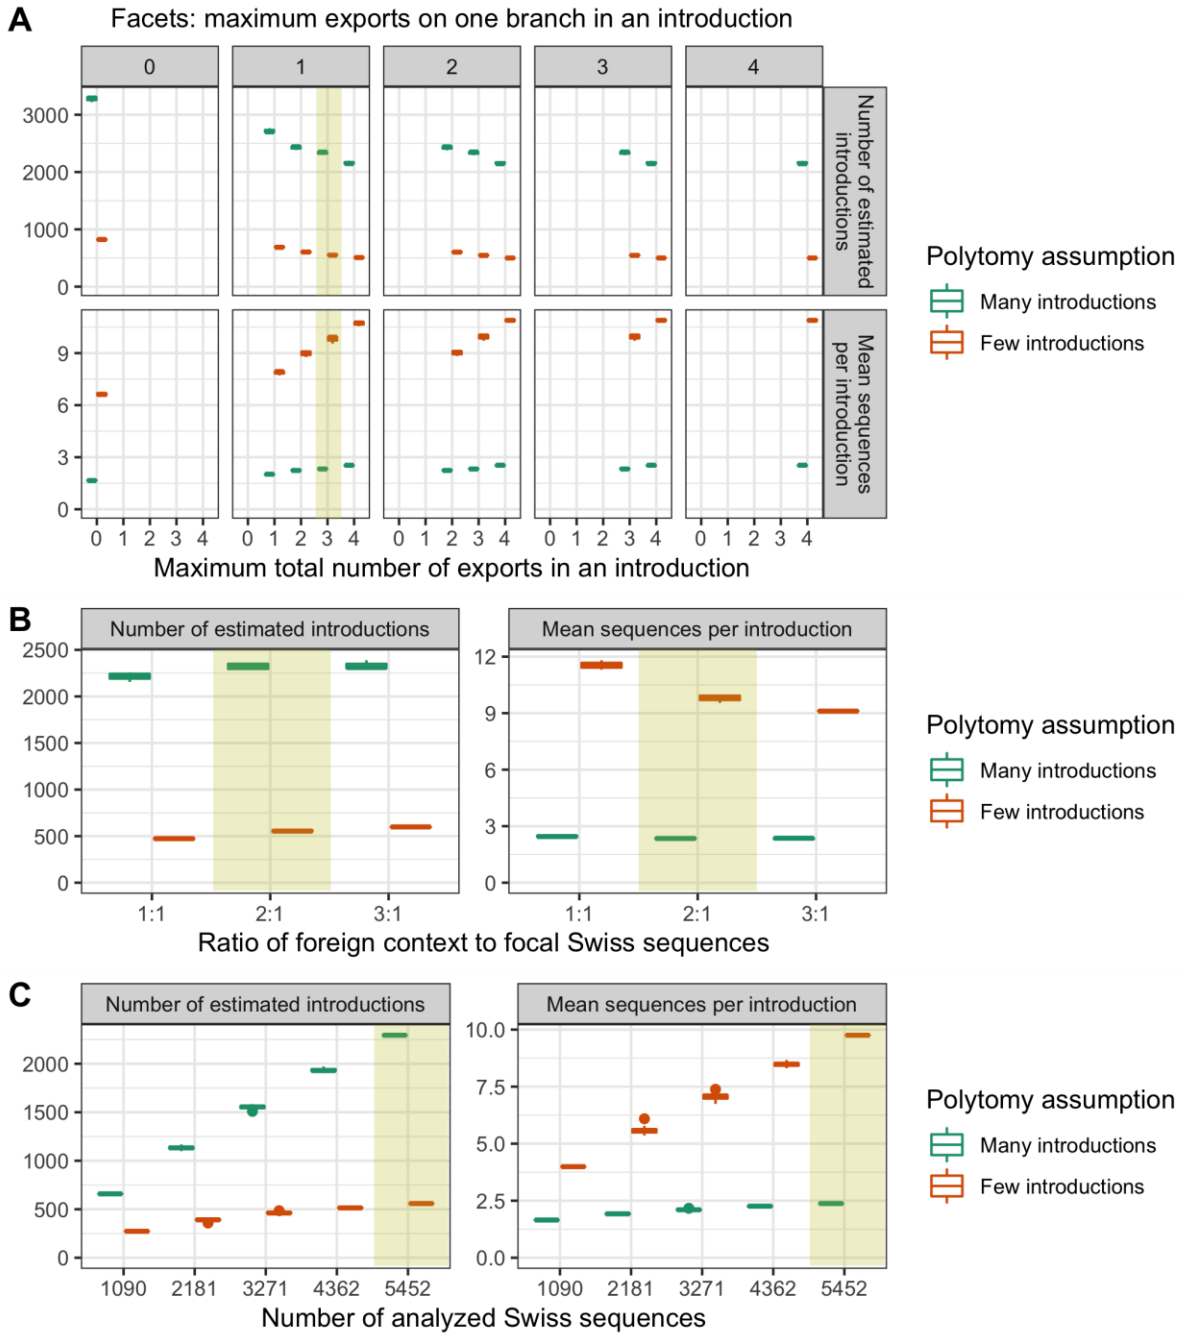 A
Facets: maximum exports on one branch in an introduction
0 1 2 3 4
3000
2000
1000
0
Number of estimated
introductions
9
6
3
0
Mean sequences
per introduction
0 1 2 3 4 0 1 2 3 4 0 1 2 3 4 0 1 2 3 4 0 1 2 3 4
Maximum total number of exports in an introduction
Polytomy assumption
Many introductions
Few introductions
B
Number of estimated introductions
2500
2000
1500
1000
500
0
1:1 2:1 3:1
Mean sequences per introduction
12
9
6
3
0
1:1 2:1 3:1
Ratio of foreign context to focal Swiss sequences
Polytomy assumption
Many introductions
Few introductions
C
Number of estimated introductions
2000
1500
1000
500
0
1090 2181 3271 4362 5452
Mean sequences per introduction
10.0
7.5
5.0
2.5
0.0
1090 2181 3271 4362 5452
Number of analyzed Swiss sequences
Polytomy assumption
Many introductions
Few introductions